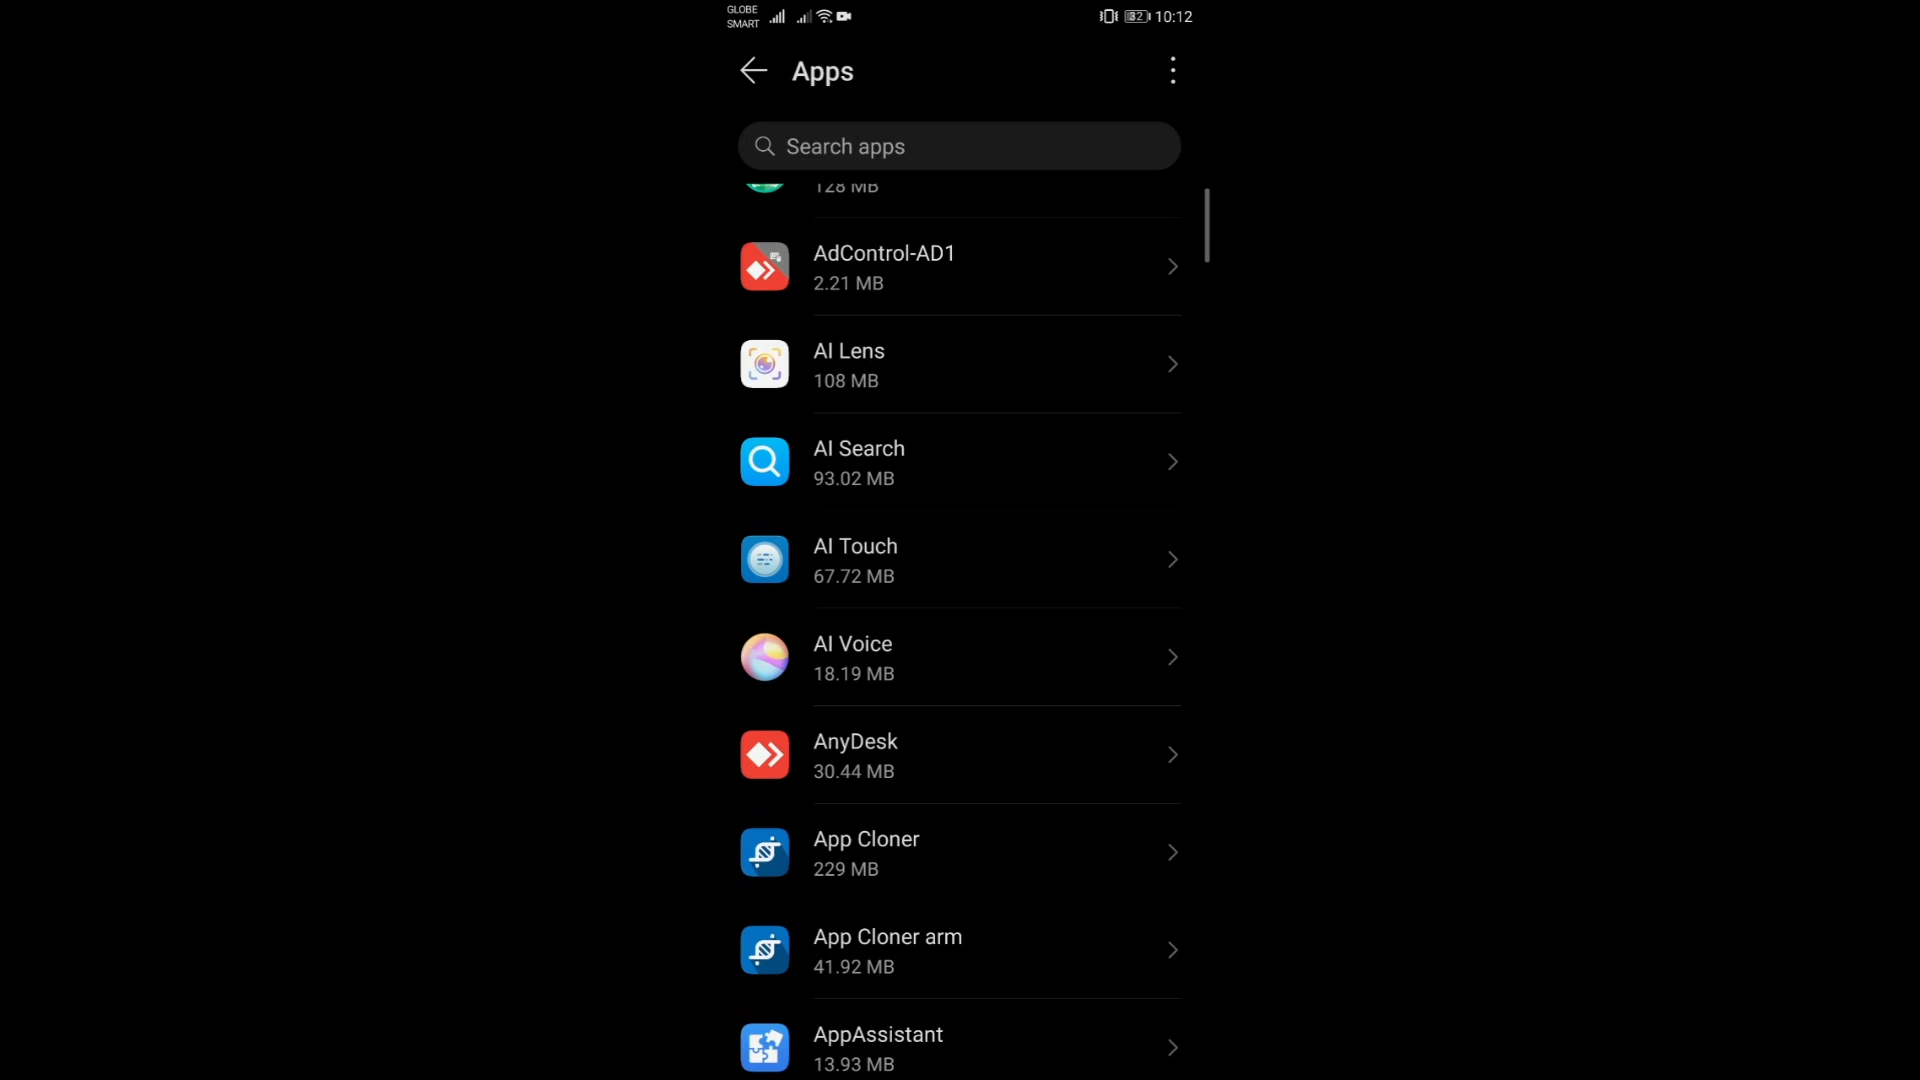 GLOBE
SMART
32 10:12
Apps
Search apps
128 MB
AdControl-AD1
2.21 MB
AI Lens
108 MB
AI Search
93.02 MB
AI Touch
67.72 MB
AI Voice
18.19 MB
AnyDesk
30.44 MB
App Cloner
229 MB
App Cloner arm
41.92 MB
AppAssistant
13.93 MB